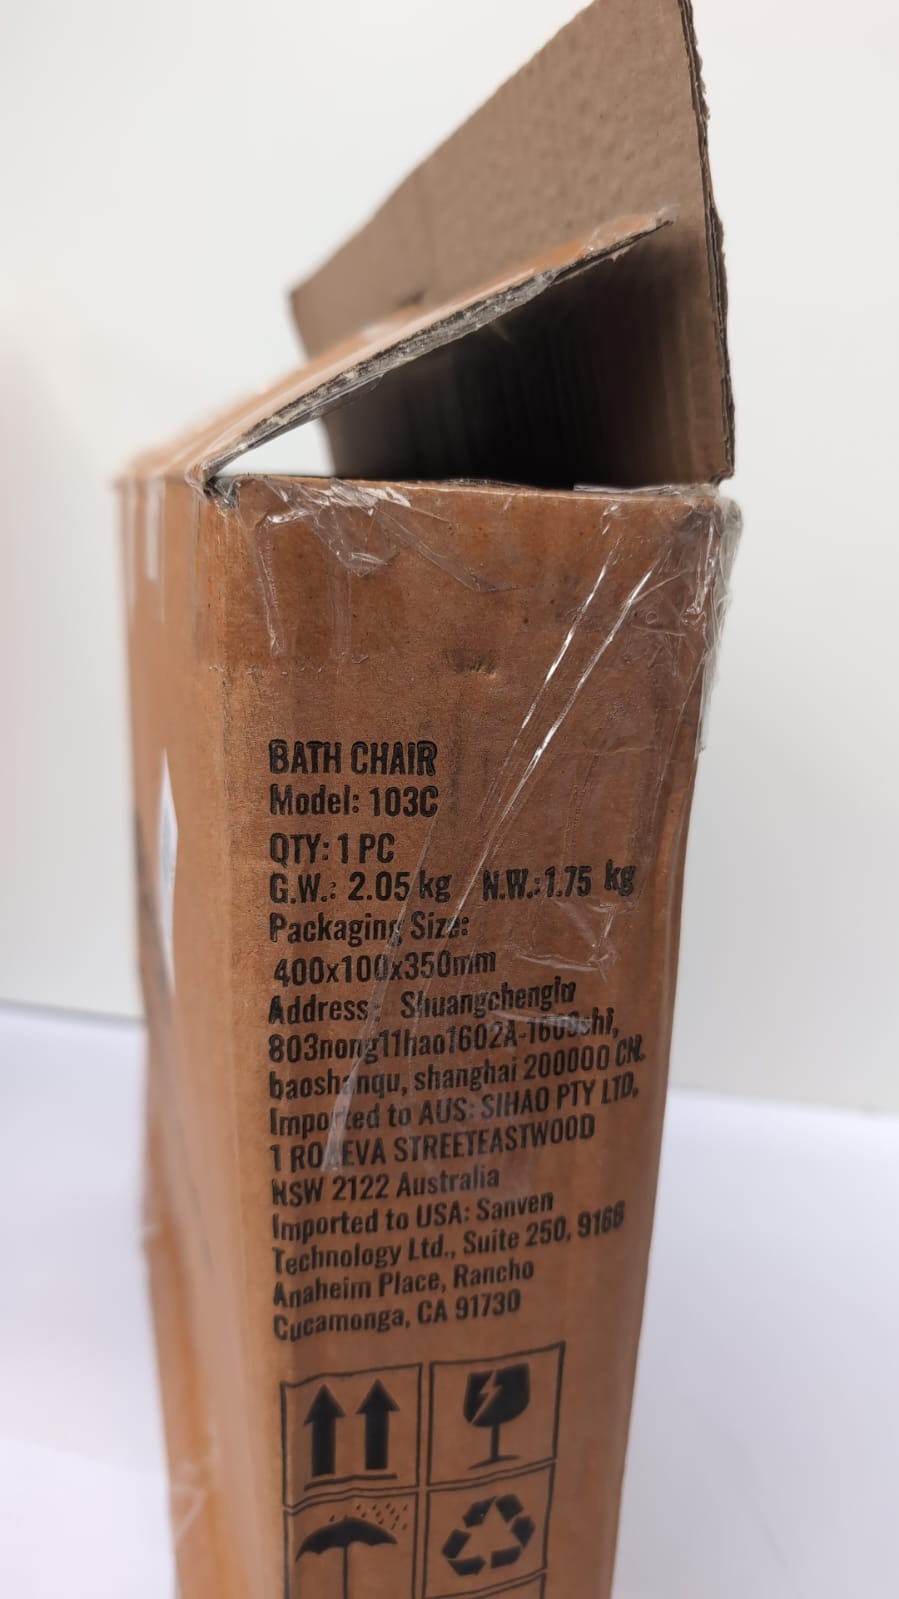 BATH CHAIR
Model: 103C
QTY: 1 PC
G.W.: 2.05 kg N.W.:1.75 kg
Packaging Size:
400x100x350mm
Address: Shuangchenglu
803nong11hao1602A-1609shi,
baoshanqu, shanghai 200000 CN.
Imported to AUS: SIHAO PTY LTD,
1 ROKEVA STREETEASTWOOD
NSW 2122 Australia
Imported to USA: Sanven
Technology Ltd., Suite 250, 9166
Anaheim Place, Rancho
Cucamonga, CA 91730